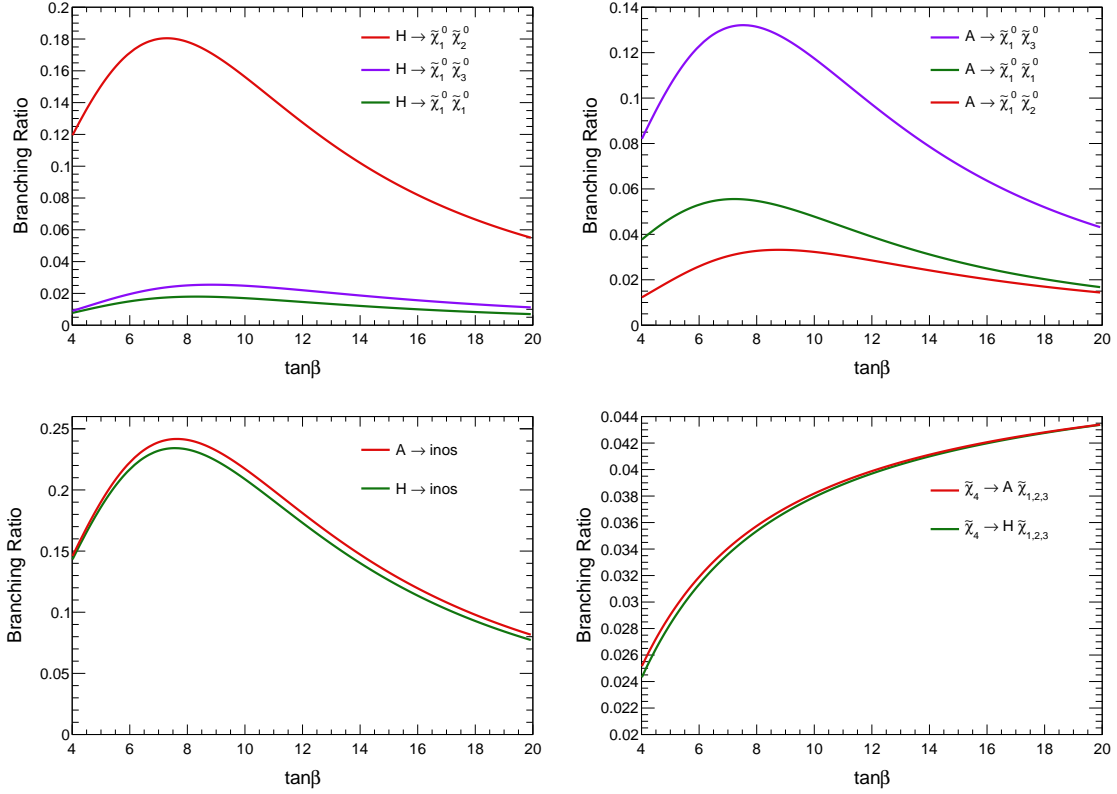 Branching Ratio
0.2
0.18
0.16
0.14
0.12
0.1
0.08
0.06
0.04
0.02
0
4 6 8 10 12 14 16 18 20
tanβ
H → χ̃₁⁰ χ̃₂⁰
H → χ̃₁⁰ χ̃₃⁰
H → χ̃₁⁰ χ̃₁⁰
Branching Ratio
0.14
0.12
0.1
0.08
0.06
0.04
0.02
0
4 6 8 10 12 14 16 18 20
tanβ
A → χ̃₁⁰ χ̃₃⁰
A → χ̃₁⁰ χ̃₁⁰
A → χ̃₁⁰ χ̃₂⁰
Branching Ratio
0.25
0.2
0.15
0.1
0.05
0
4 6 8 10 12 14 16 18 20
tanβ
A → inos
H → inos
Branching Ratio
0.044
0.042
0.04
0.038
0.036
0.034
0.032
0.03
0.028
0.026
0.024
0.022
0.02
4 6 8 10 12 14 16 18 20
tanβ
χ̃₄ → A χ̃₁,₂,₃
χ̃₄ → H χ̃₁,₂,₃